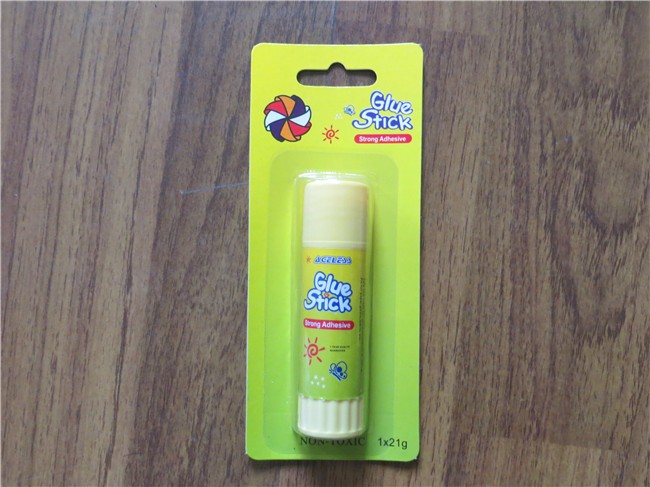 Glue
Stick
Strong Adhesive
Glue
Stick
Strong Adhesive
NON-TOXIC
1x21g